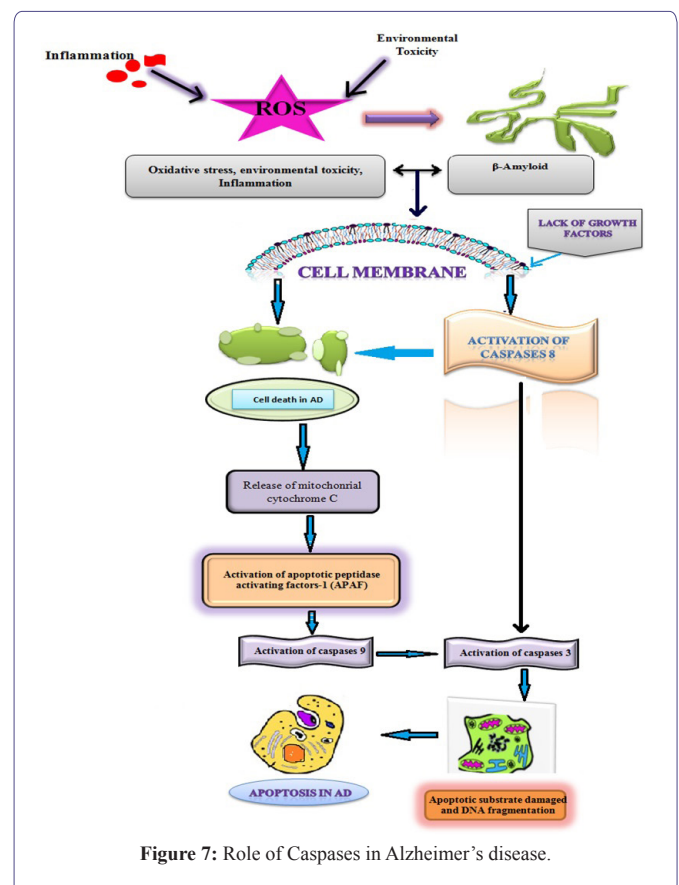 Environmental
Toxicity
Inflammation
ROS
Oxidative stress, environmental toxicity,
Inflammation
β-Amyloid
LACK OF GROWTH
FACTORS
CELL MEMBRANE
ACTIVATION OF
CASPASES 8
Cell death in AD
Release of mitochonrial
cytochrome C
Activation of apoptotic peptidase
activating factors-1 (APAF)
Activation of caspases 9
Activation of caspases 3
APOPTOSIS IN AD
Apoptotic substrate damaged
and DNA fragmentation
Figure 7: Role of Caspases in Alzheimer’s disease.